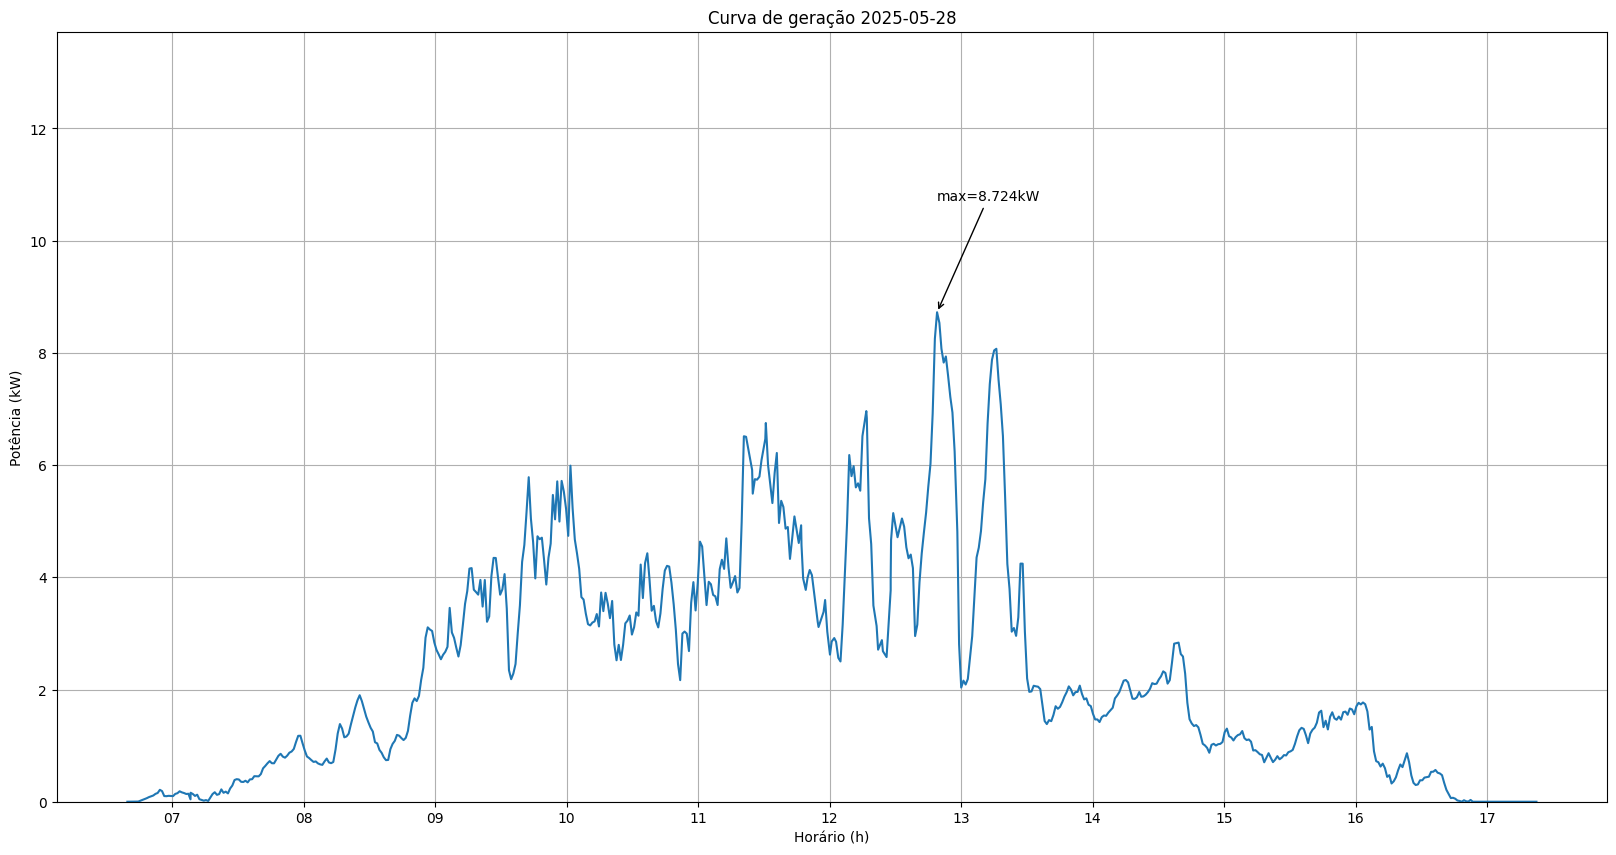 Curva de geração 2025-05-28
12
10
8
6
4
2
0
Potência (kW)
max=8.724kW
07 08 09 10 11 12 13 14 15 16 17
Horário (h)